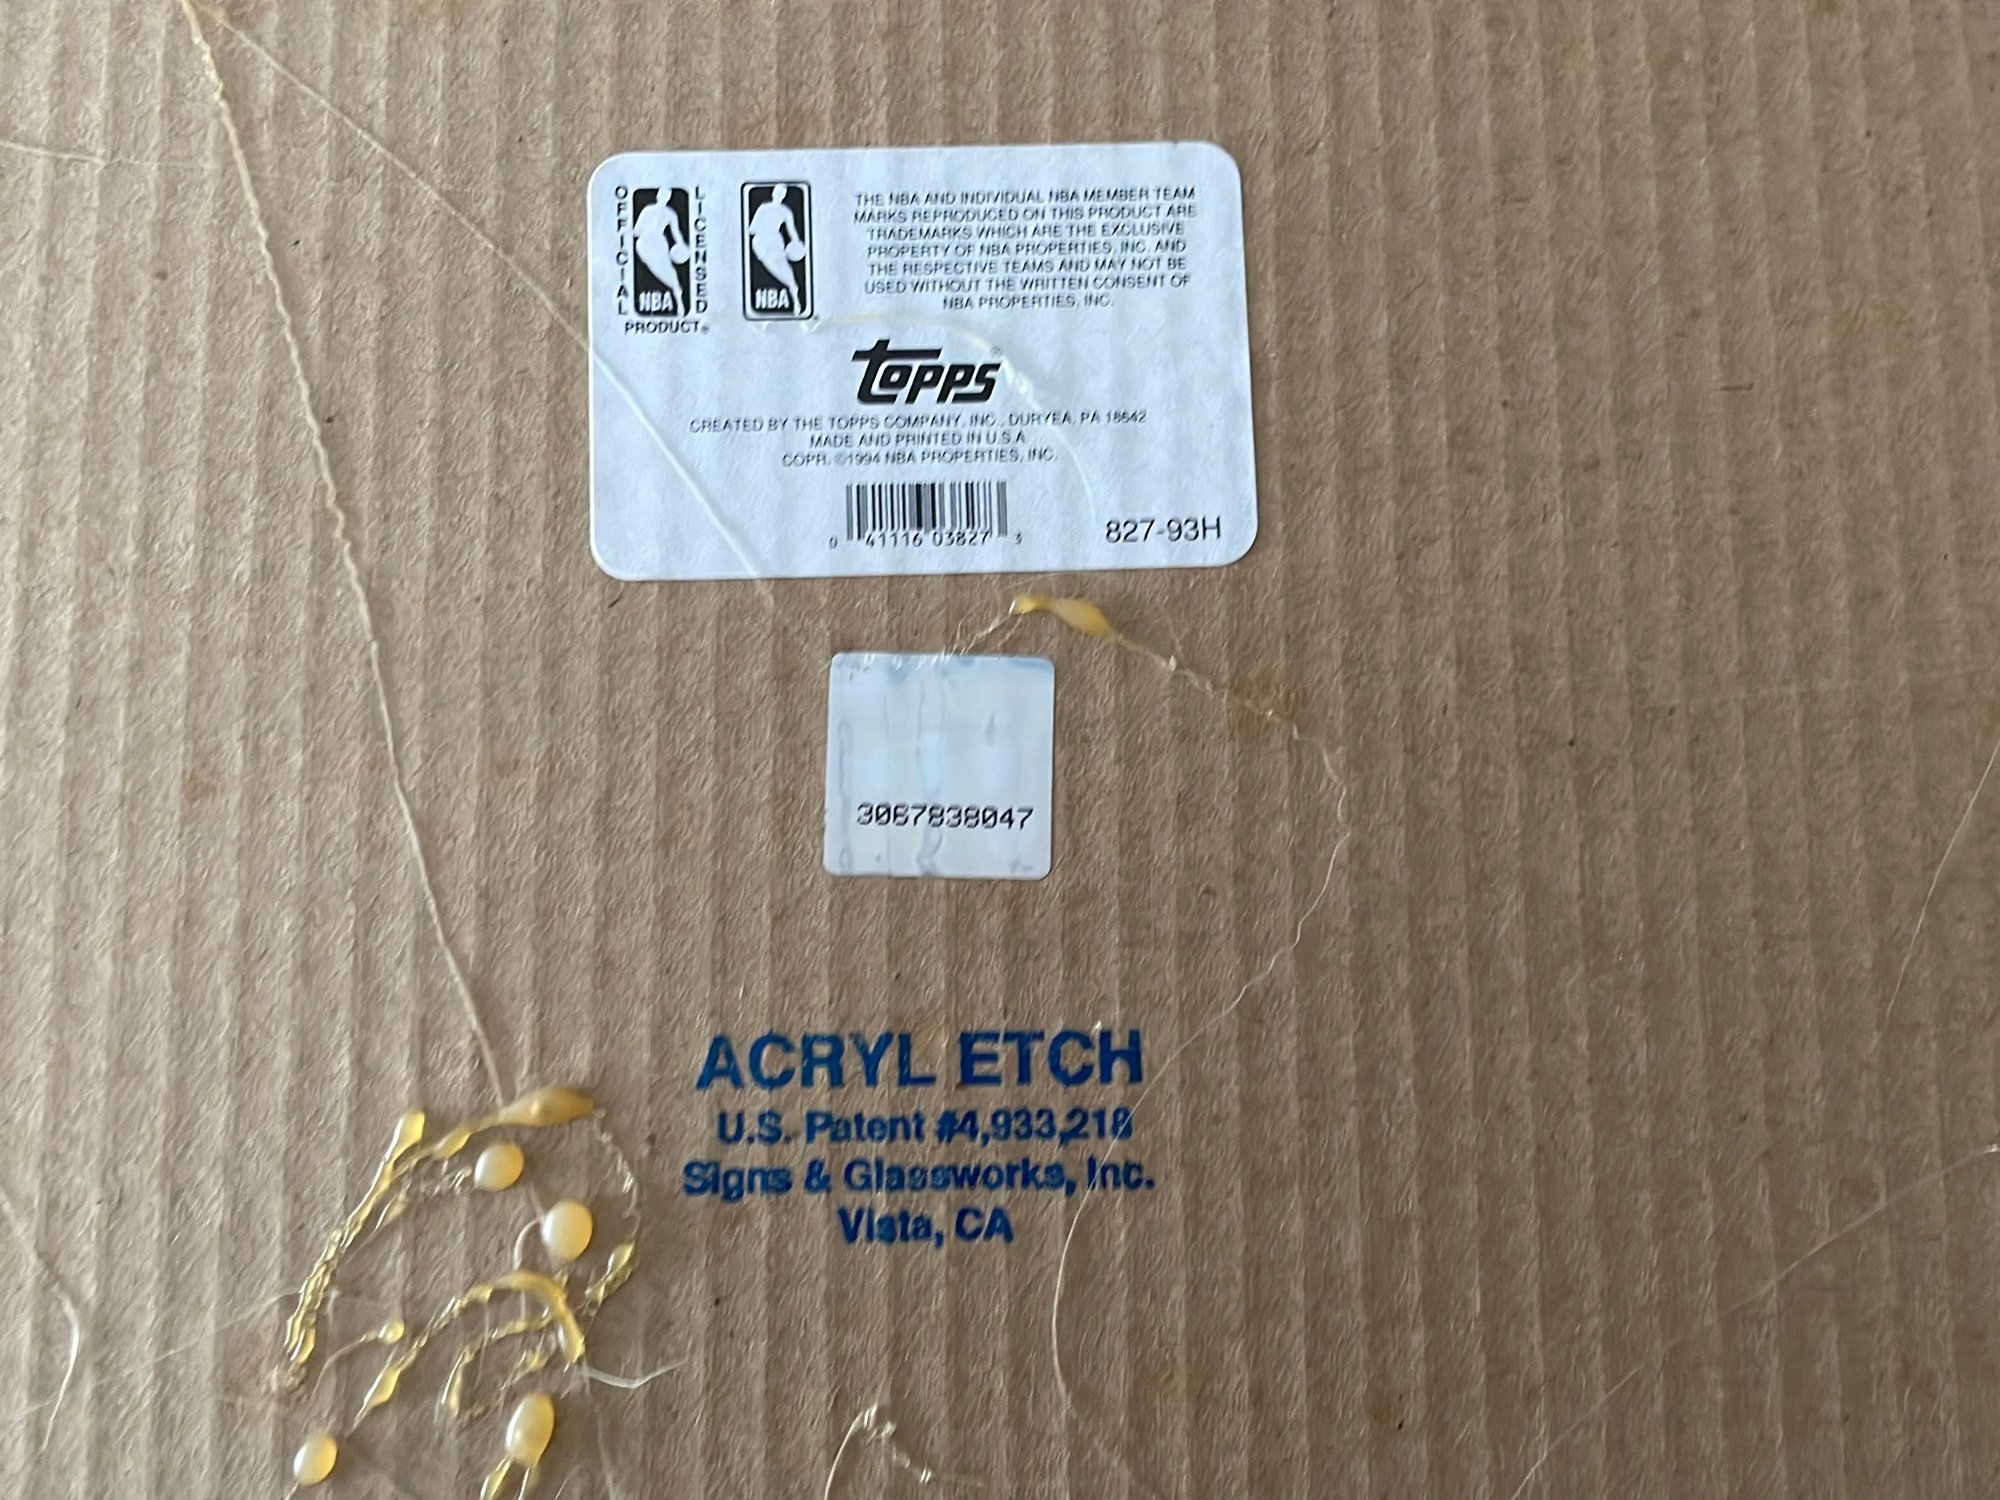 OFFICIAL LICENSED
NBA
PRODUCT®
NBA
THE NBA AND INDIVIDUAL NBA MEMBER TEAM
MARKS REPRODUCED ON THIS PRODUCT ARE
TRADEMARKS WHICH ARE THE EXCLUSIVE
PROPERTY OF NBA PROPERTIES, INC. AND
THE RESPECTIVE TEAMS AND MAY NOT BE
USED WITHOUT THE WRITTEN CONSENT OF
NBA PROPERTIES, INC.
TOPPS®
CREATED BY THE TOPPS COMPANY, INC., DURYEA, PA 18642
MADE AND PRINTED IN U.S.A
COPR. ©1994 NBA PROPERTIES, INC.
0 41116 03827 3
827-93H
3067838047
ACRYL ETCH
U.S. Patent #4,933,218
Signs & Glassworks, Inc.
Vista, CA